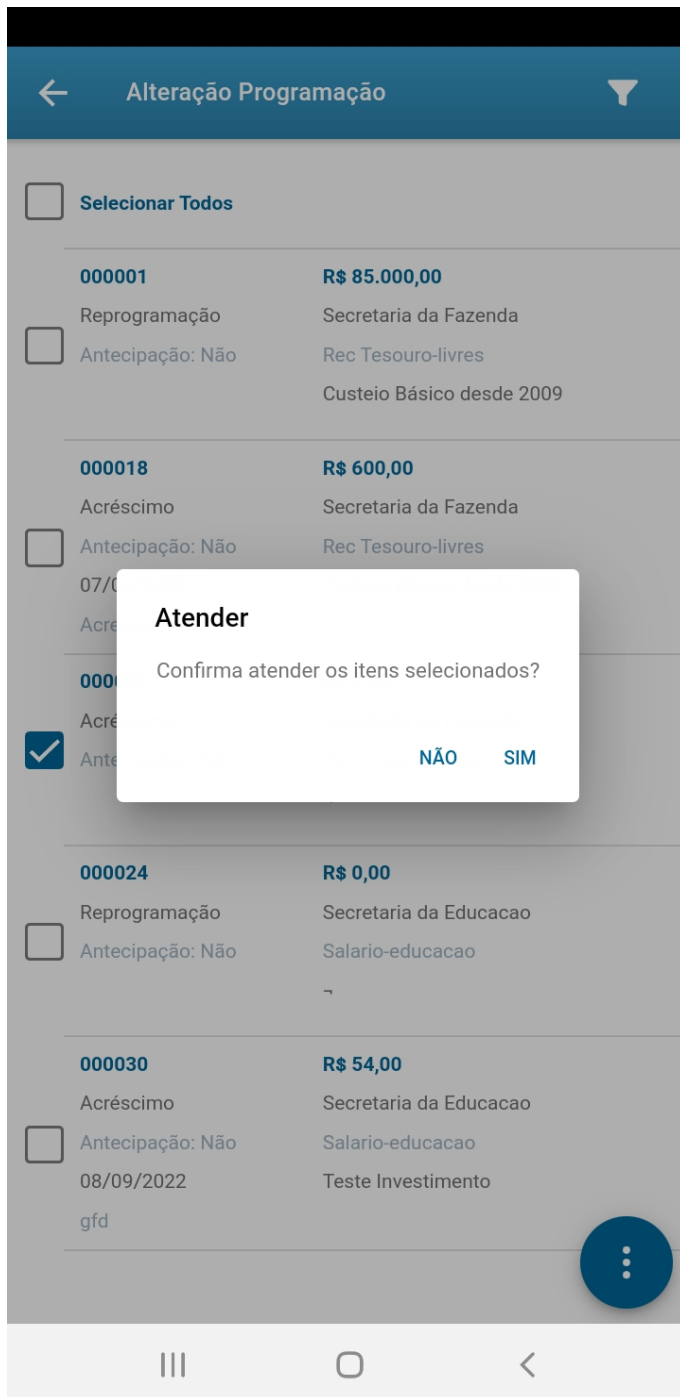 Alteração Programação
Selecionar Todos
000001 R$ 85.000,00
Reprogramação Secretaria da Fazenda
Antecipação: Não Rec Tesouro-livres
Custeio Básico desde 2009
000018 R$ 600,00
Acréscimo Secretaria da Fazenda
Antecipação: Não Rec Tesouro-livres
Atender
Confirma atender os itens selecionados?
NÃO SIM
000024 R$ 0,00
Reprogramação Secretaria da Educacao
Antecipação: Não Salario-educacao
¬
000030 R$ 54,00
Acréscimo Secretaria da Educacao
Antecipação: Não Salario-educacao
08/09/2022 Teste Investimento
gfd